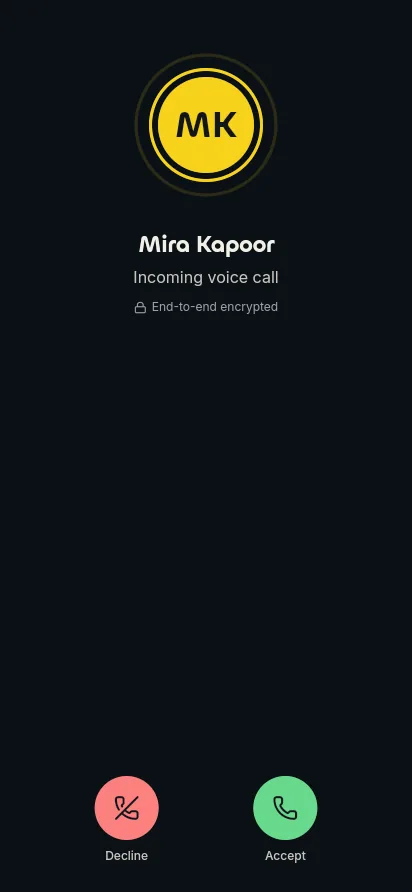 MK
Mira Kapoor
Incoming voice call
End-to-end encrypted
Decline
Accept